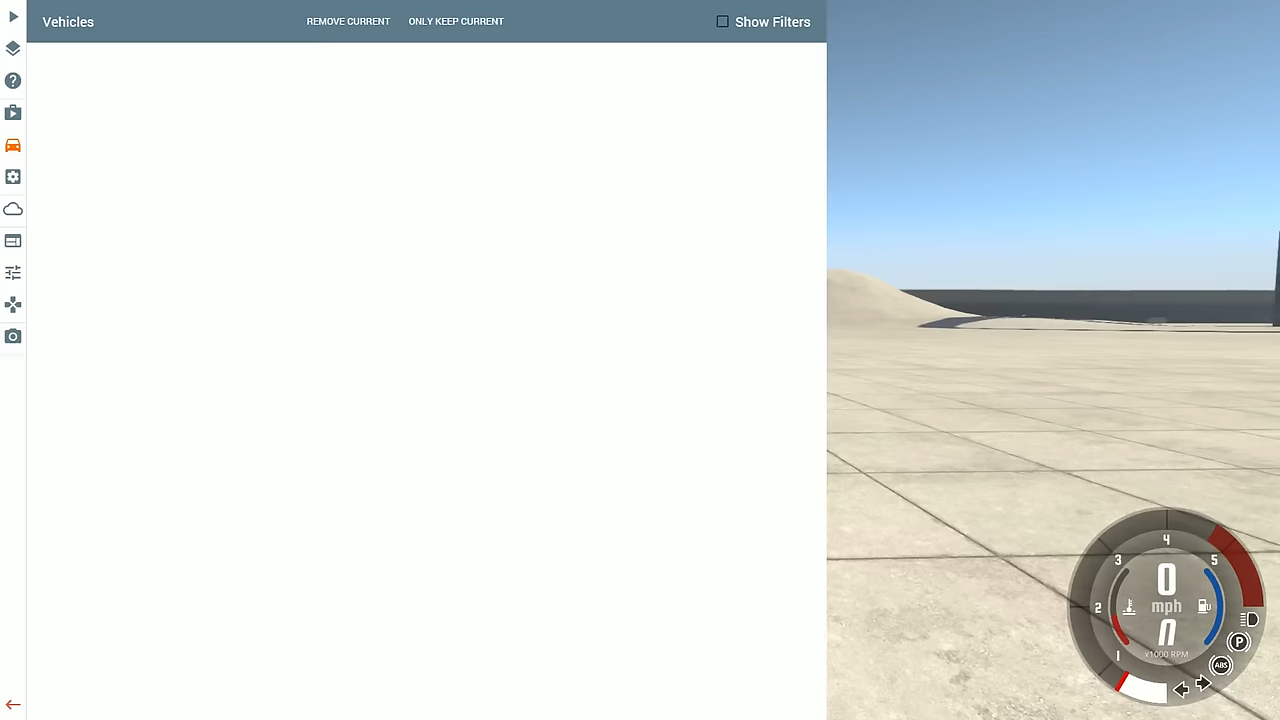 Vehicles
REMOVE CURRENT
ONLY KEEP CURRENT
Show Filters
4
3
5
0
2
mph
n
1
x1000 RPM
P
ABS